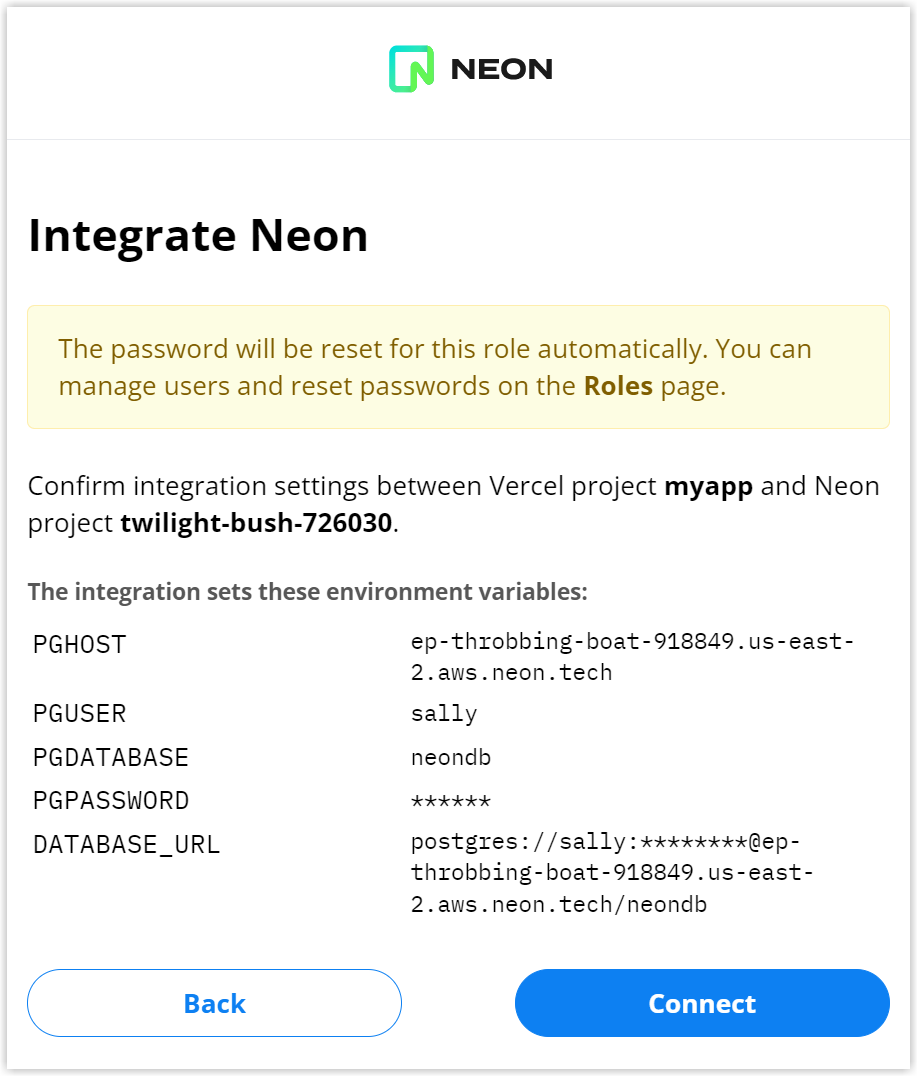 NEON
Integrate Neon
The password will be reset for this role automatically. You can
manage users and reset passwords on the Roles page.
Confirm integration settings between Vercel project myapp and Neon
project twilight-bush-726030.
The integration sets these environment variables:
PGHOST ep-throbbing-boat-918849.us-east-
2.aws.neon.tech
PGUSER sally
PGDATABASE neondb
PGPASSWORD ******
DATABASE_URL postgres://sally:********@ep-
throbbing-boat-918849.us-east-
2.aws.neon.tech/neondb
Back Connect